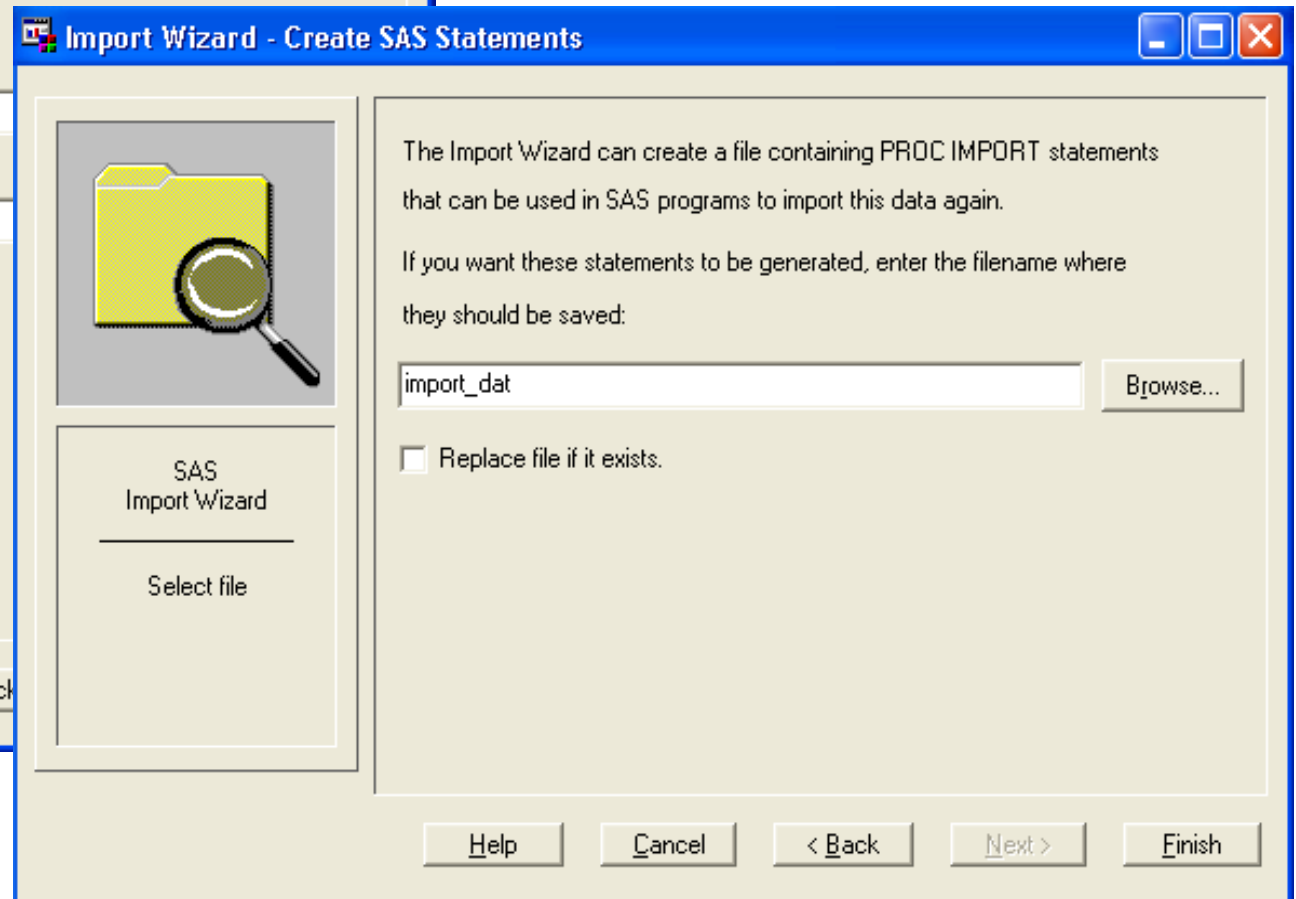 Import Wizard - Create SAS Statements
The Import Wizard can create a file containing PROC IMPORT statements
that can be used in SAS programs to import this data again.
If you want these statements to be generated, enter the filename where
they should be saved:
import_dat
Browse...
Replace file if it exists.
SAS
Import Wizard
Select file
Help
Cancel
< Back
Next >
Finish